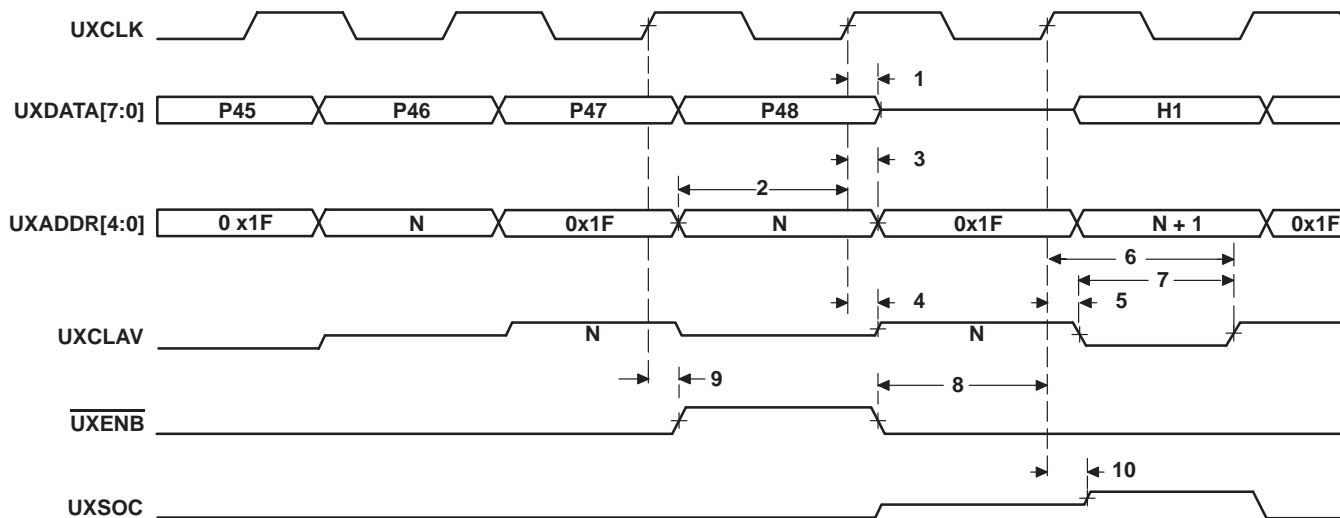 UXCLK
1
UXDATA[7:0] P45 P46 P47 P48 H1
3
2
UXADDR[4:0] 0 x1F N 0x1F N 0x1F N + 1 0x1F
6
7
4 5
UXCLAV N N
9 8
UXENB
10
UXSOC